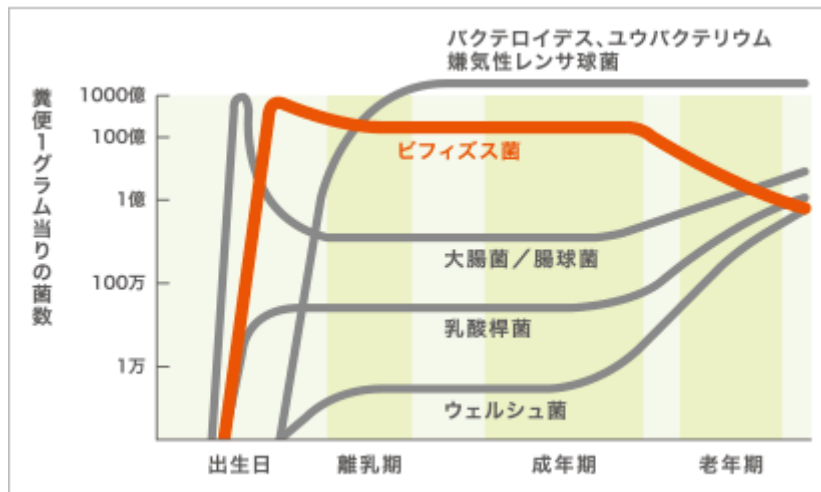 バクテロイデス、ユウバクテリウム
嫌気性レンサ球菌
糞便1グラム当りの菌数
1000億
100億
1億
100万
1万
ビフィズス菌
大腸菌／腸球菌
乳酸桿菌
ウェルシュ菌
出生日
離乳期
成年期
老年期